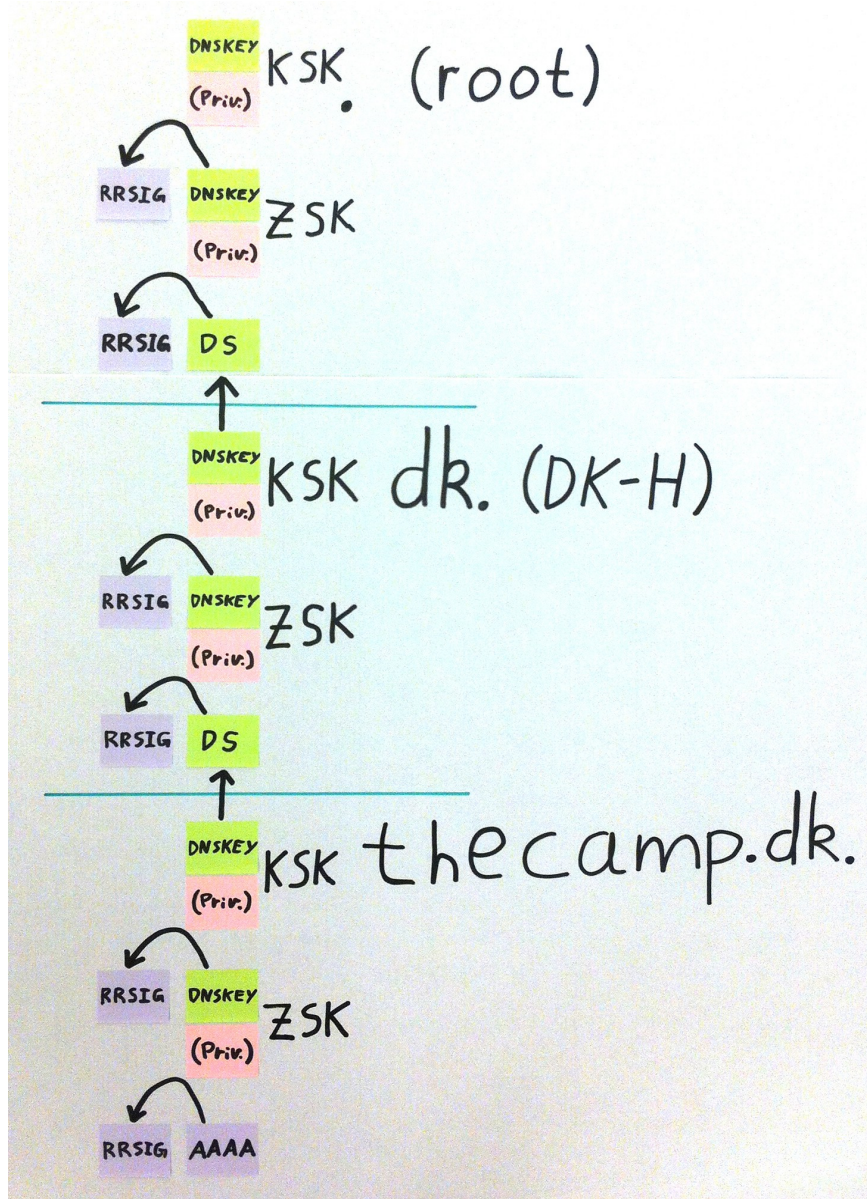 DNSKEY
KSK . (root)
(Priv.)
RRSIG DNSKEY
ZSK
(Priv.)
RRSIG DS
DNSKEY
KSK dk. (DK-H)
(Priv.)
RRSIG DNSKEY
ZSK
(Priv.)
RRSIG DS
DNSKEY
KSK thecamp.dk.
(Priv.)
RRSIG DNSKEY
ZSK
(Priv.)
RRSIG AAAA